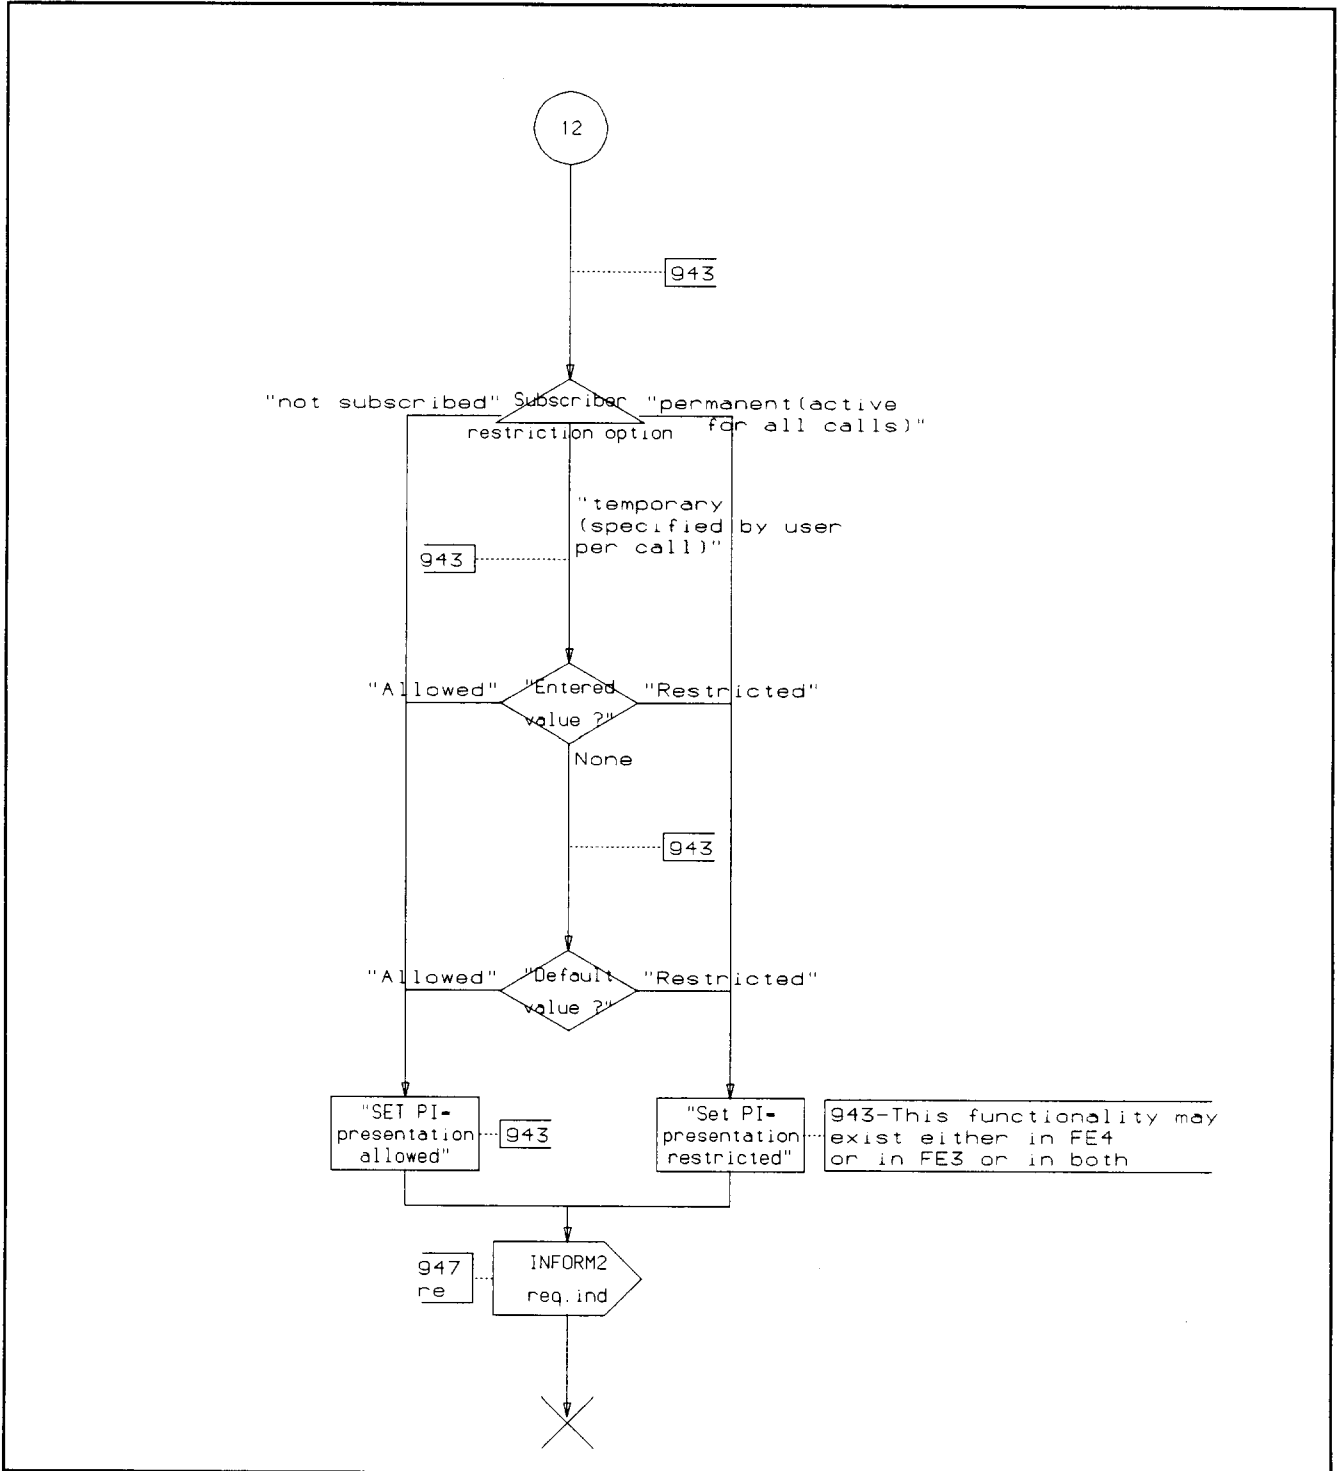 12
943
"not subscribed" Subscriber "permanent(active
restriction option for all calls)"
"temporary
(specified by user
per call)"
943
"Allowed" "Entered "Restricted"
value ?"
None
943
"Allowed" "Default "Restricted"
value ?"
"SET PI-
presentation
allowed"
943
"Set PI-
presentation
restricted"
943-This functionality may
exist either in FE4
or in FE3 or in both
947
re
INFORM2
req.ind